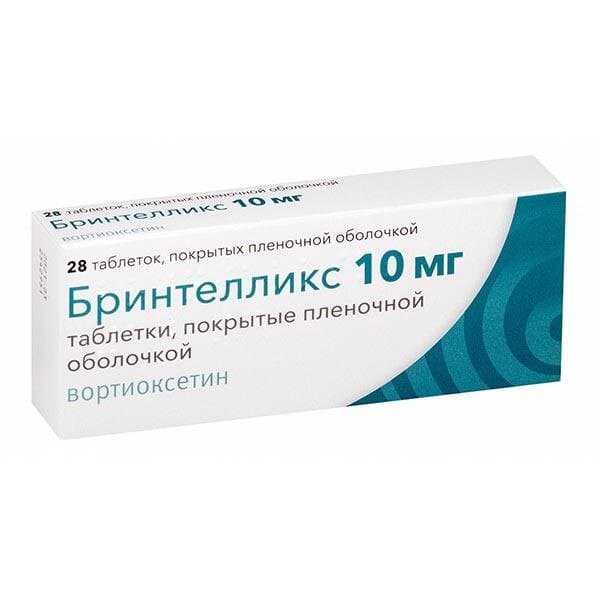 28 таблеток, покрытых пленочной оболочкой
Бринтелликс 10 мг
вортиоксетин
28 таблеток, покрытых пленочной оболочкой
Бринтелликс 10 мг
таблетки, покрытые пленочной
оболочкой
вортиоксетин